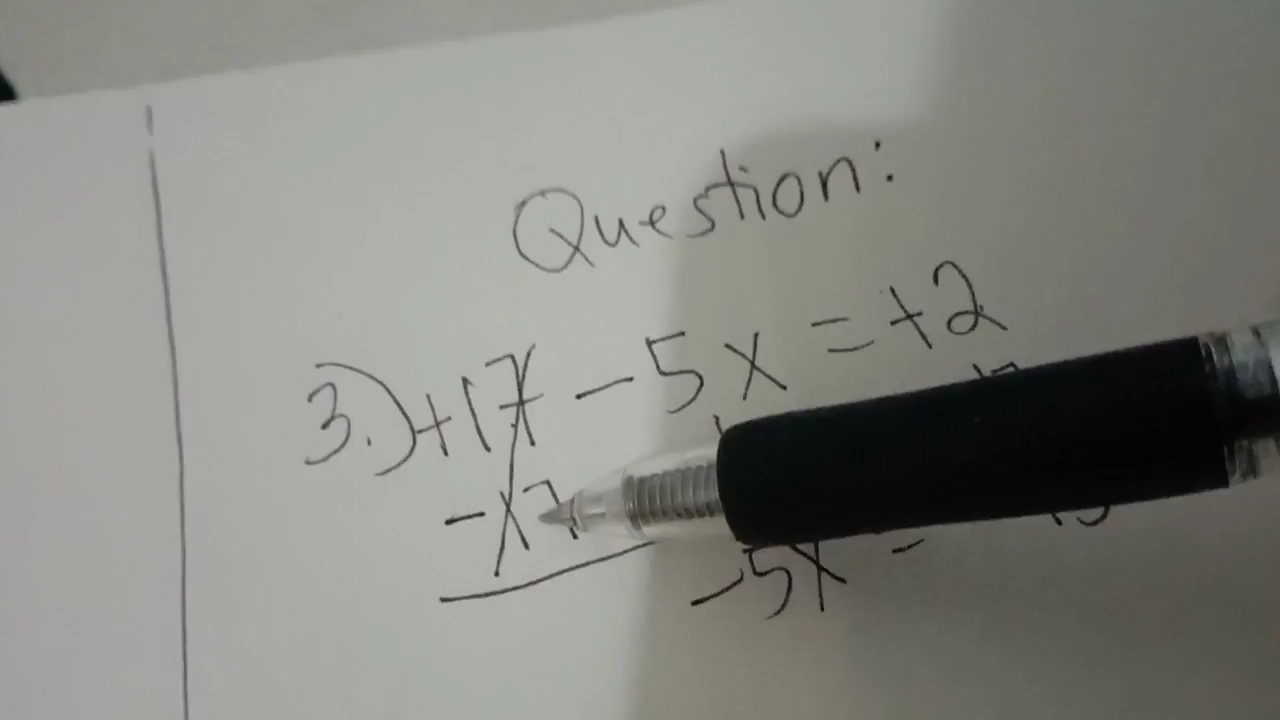 Question:
3.) +17 - 5x = +2
-17
-5x = -